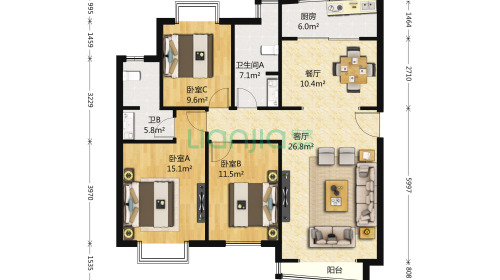 995
1459
3229
3970
1535
1464
2710
5997
808
厨房
6.0m²
卫生间A
7.1m²
餐厅
10.4m²
卧室C
9.6m²
卫B
5.8m²
Lianjia
客厅
26.8m²
卧室A
15.1m²
卧室B
11.5m²
阳台